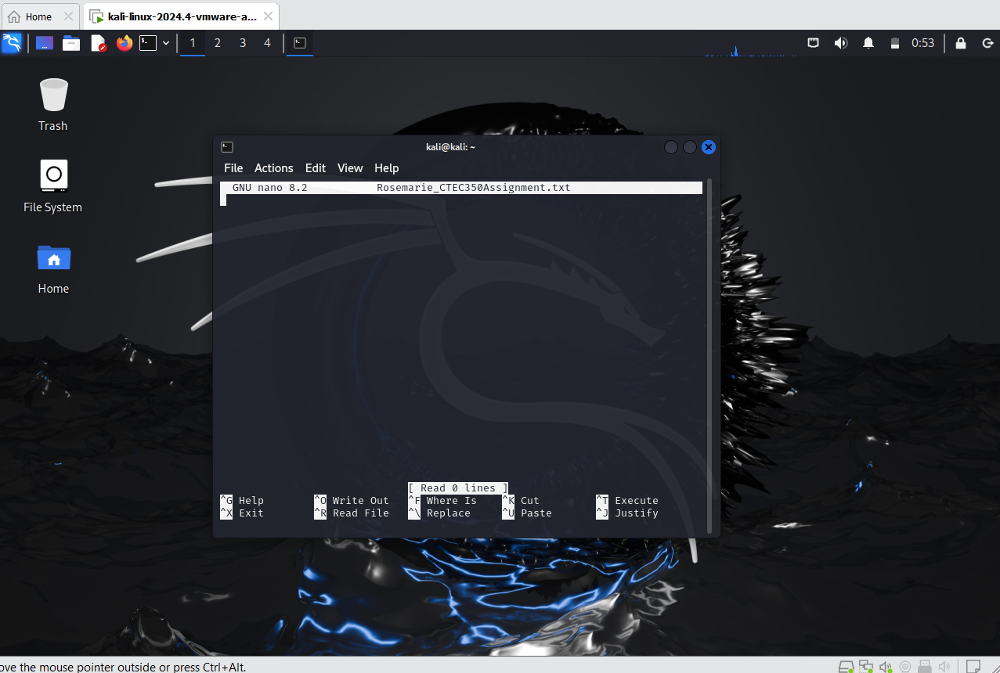 Home
kali-linux-2024.4-vmware-a...
1 2 3 4
0:53
Trash
File System
Home
kali@kali: ~
File Actions Edit View Help
GNU nano 8.2 Rosemarie_CTEC350Assignment.txt
[ Read 0 lines ]
^G Help ^O Write Out ^F Where Is ^K Cut ^T Execute
^X Exit ^R Read File ^\ Replace ^U Paste ^J Justify
ove the mouse pointer outside or press Ctrl+Alt.